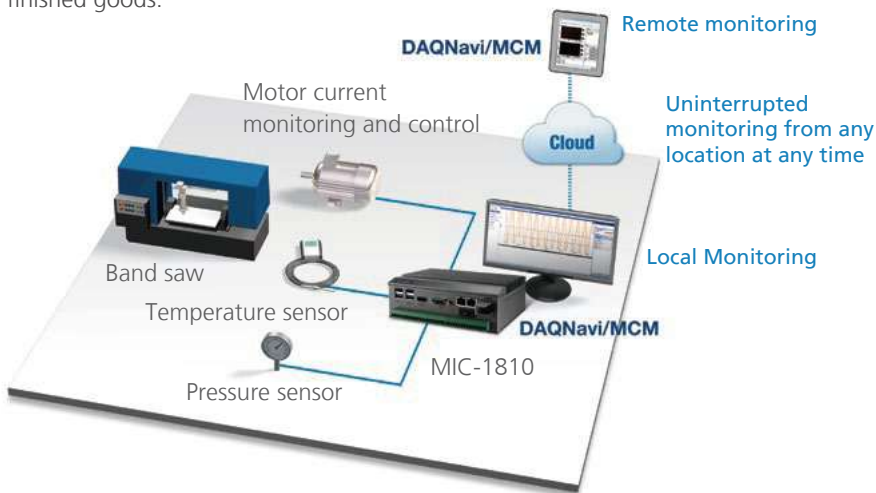 finished goods.
DAQNavi/MCM
Remote monitoring
Motor current
monitoring and control
Cloud
Uninterrupted
monitoring from any
location at any time
Local Monitoring
Band saw
Temperature sensor
DAQNavi/MCM
MIC-1810
Pressure sensor